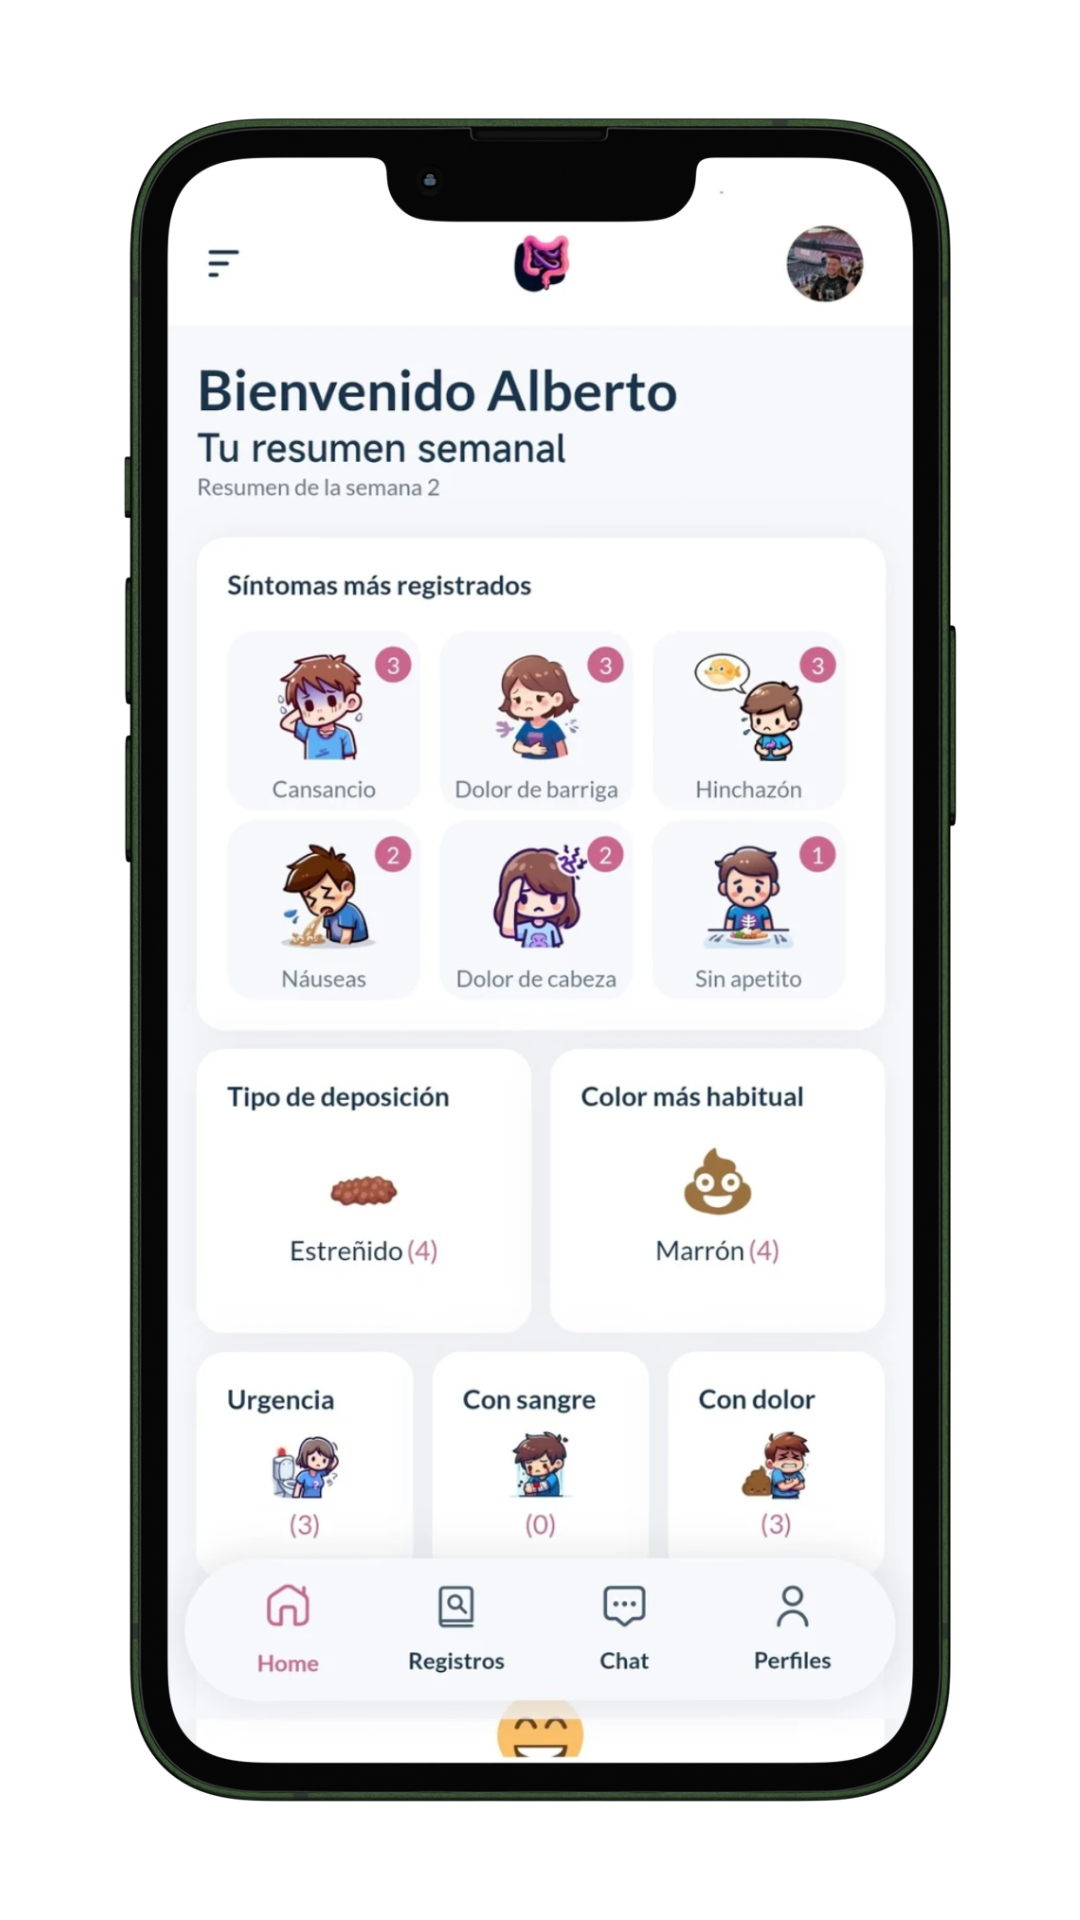 Bienvenido Alberto
Tu resumen semanal
Resumen de la semana 2
Síntomas más registrados
3
3
3
Cansancio
Dolor de barriga
Hinchazón
2
2
1
Náuseas
Dolor de cabeza
Sin apetito
Tipo de deposición
Color más habitual
Estreñido (4)
Marrón (4)
Urgencia
Con sangre
Con dolor
(3)
(0)
(3)
Home
Registros
Chat
Perfiles